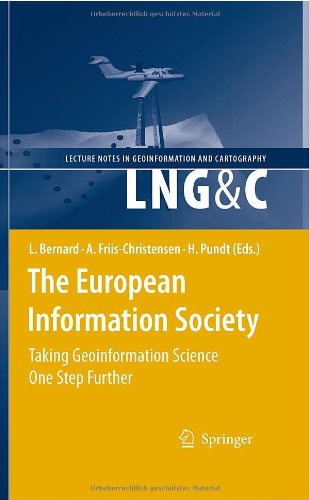 Urheberrechtlich geschütztes Material
LECTURE NOTES IN GEOINFORMATION AND CARTOGRAPHY
LNG&C
L. Bernard · A. Friis-Christensen · H. Pundt (Eds.)
The European
Information Society
Taking Geoinformation Science
One Step Further
Springer
Urheberrechtlich geschütztes Material